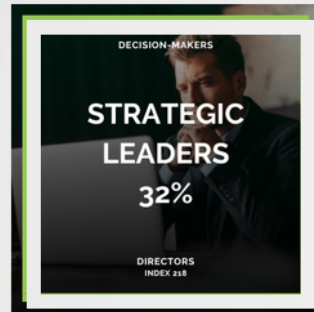 DECISION-MAKERS
STRATEGIC
LEADERS
32%
DIRECTORS
INDEX 218